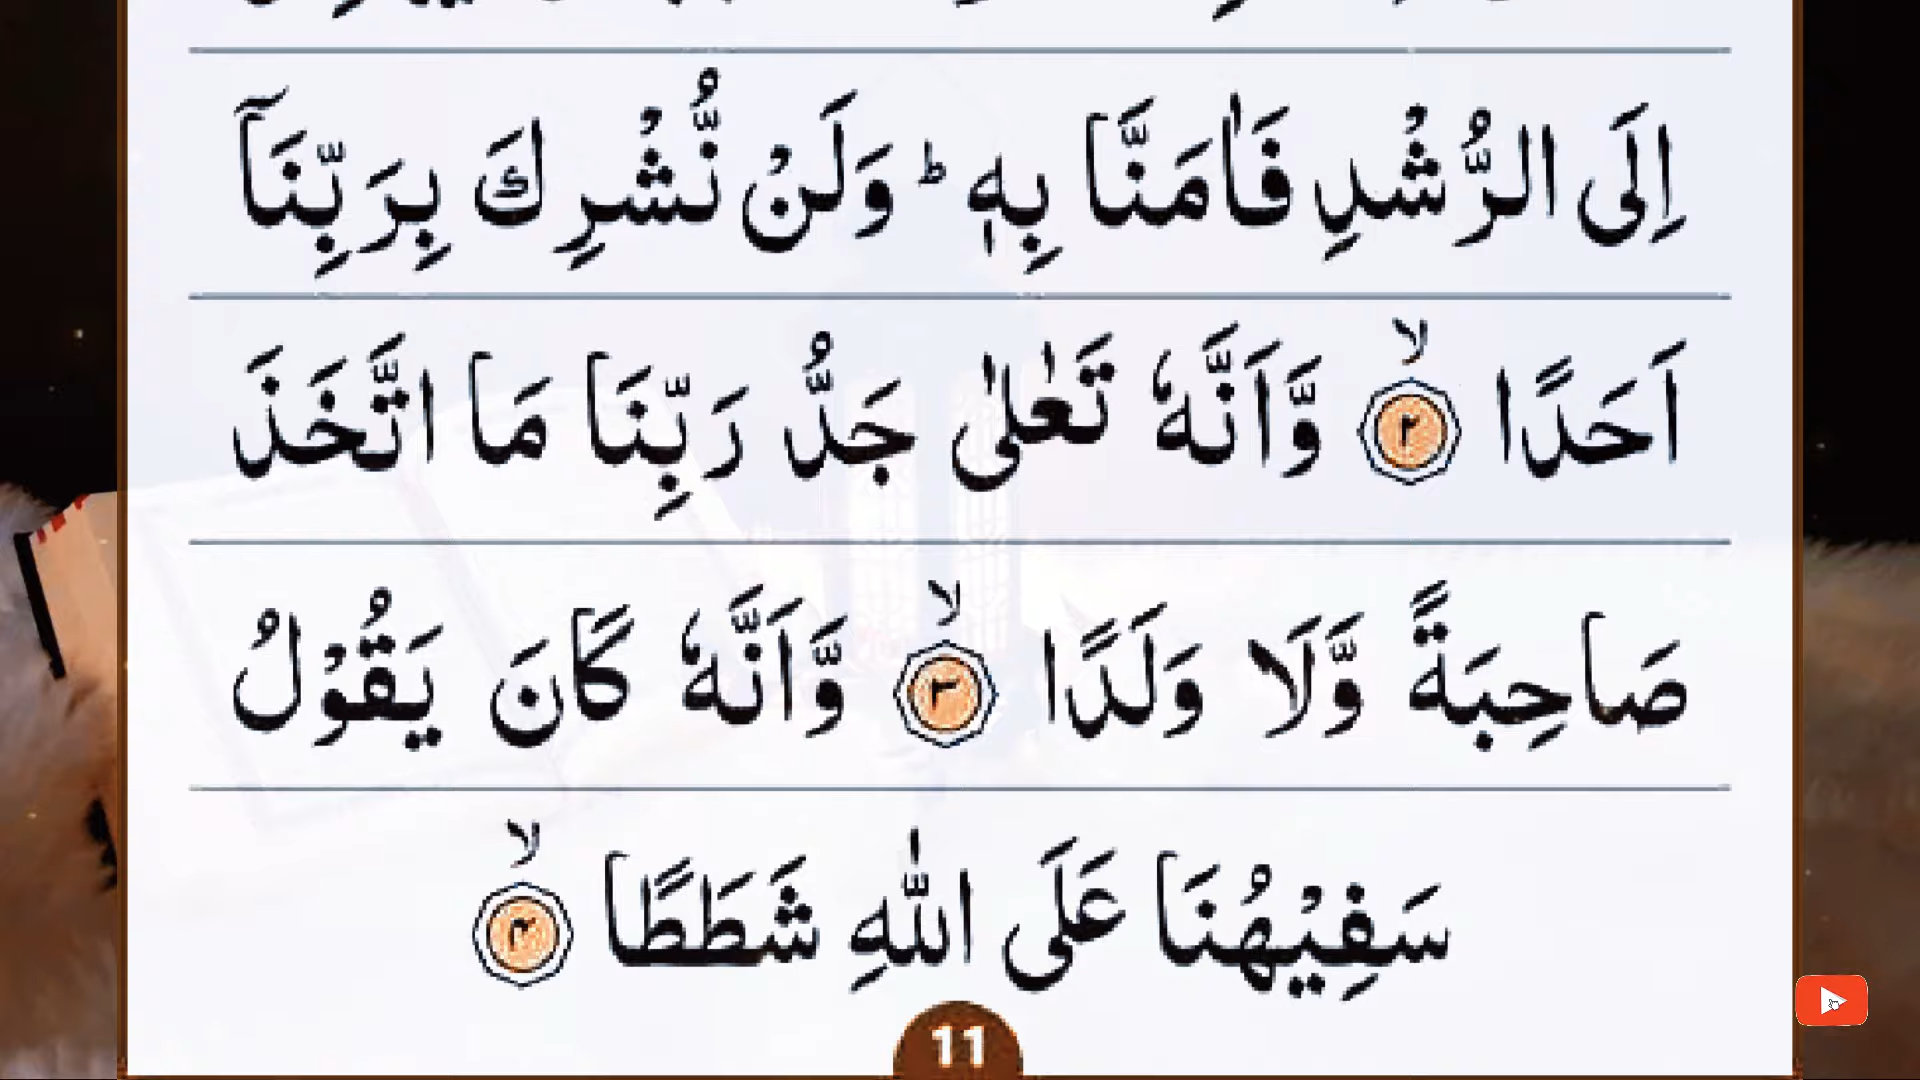 اِلَى الرُّشْدِ فَاٰمَنَّا بِهٖ ؕ وَلَنْ نُّشْرِكَ بِرَبِّنَاۤ
اَحَدًا ۙ﴿۲﴾ وَّاَنَّهٗ تَعٰلٰى جَدُّ رَبِّنَا مَا اتَّخَذَ
صَاحِبَةً وَّلَا وَلَدًا ۙ﴿۳﴾ وَّاَنَّهٗ كَانَ يَقُوْلُ
سَفِيْهُنَا عَلَى اللّٰهِ شَطَطًا ۙ﴿۴﴾
11